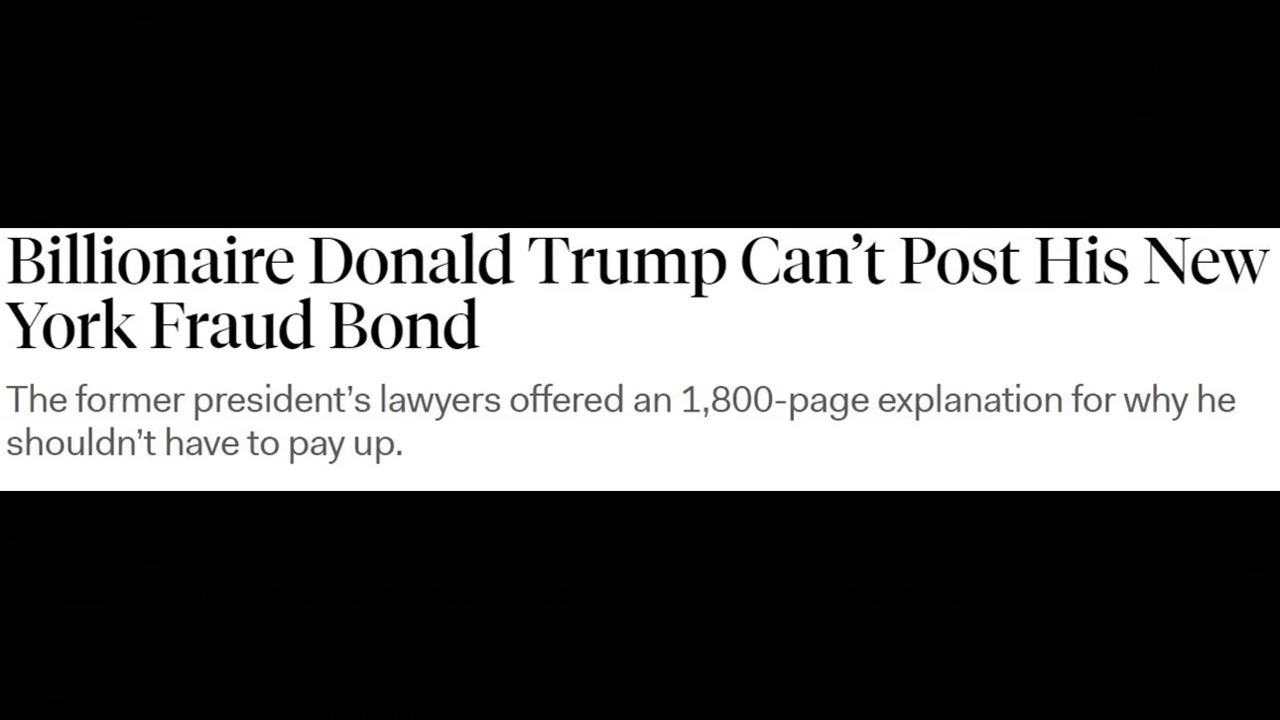 Billionaire Donald Trump Can’t Post His New
York Fraud Bond
The former president’s lawyers offered an 1,800-page explanation for why he
shouldn’t have to pay up.